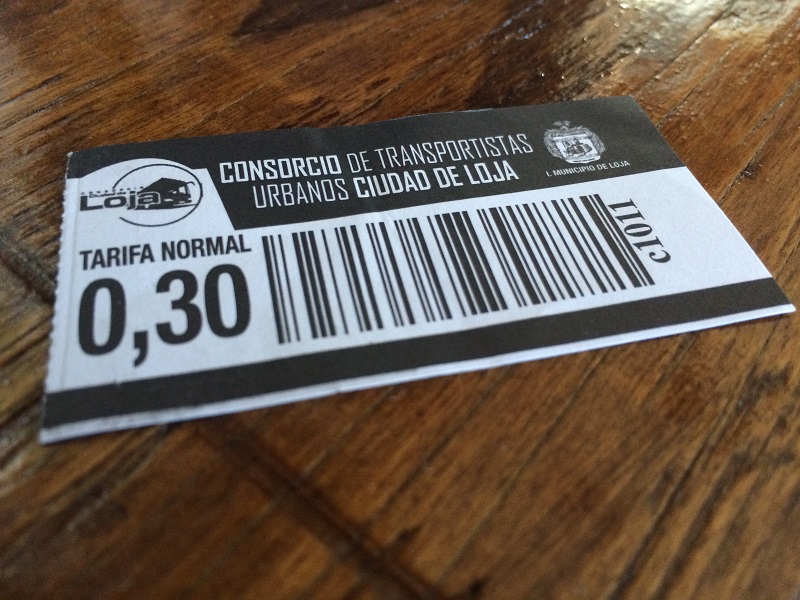 CONSORCIO DE TRANSPORTISTAS
URBANOS CIUDAD DE LOJA
I. MUNICIPIO DE LOJA
Loja
TARIFA NORMAL
0,30
c1011